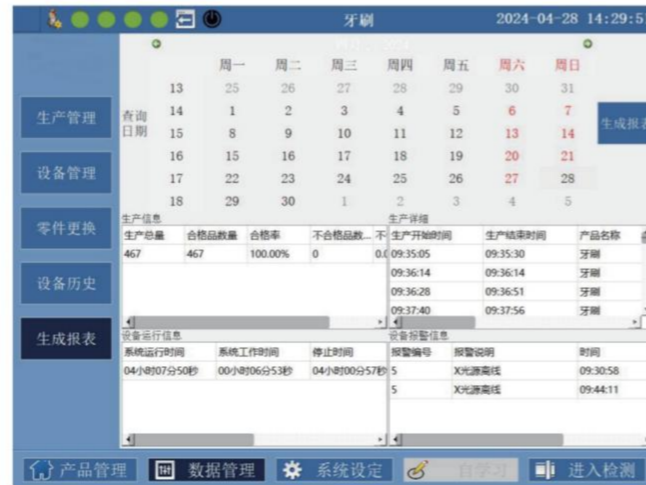 牙刷 2024-04-28 14:29:5
周一 周二 周三 周四 周五 周六 周日
13 25 26 27 28 29 30 31
查询日期
14 1 2 3 4 5 6 7
15 8 9 10 11 12 13 14
16 15 16 17 18 19 20 21
17 22 23 24 25 26 27 28
18 29 30 1 2 3 4 5
生成报表
生产管理
设备管理
零件更换
设备历史
生成报表
生产信息
生产总量 合格品数量 合格率 不合格品数... 不
467 467 100.00% 0 0.0
生产详细
生产开始时间 生产结束时间 产品名称
09:35:05 09:35:30 牙刷
09:36:14 09:36:14 牙刷
09:36:28 09:36:51 牙刷
09:37:40 09:37:56 牙刷
设备运行信息
系统运行时间 系统工作时间 停止时间
04小时07分50秒 00小时06分53秒 04小时00分57秒
设备报警信息
报警编号 报警说明 时间
5 X光源离线 09:30:58
5 X光源离线 09:44:11
产品管理 数据管理 系统设定 自学习 进入检测